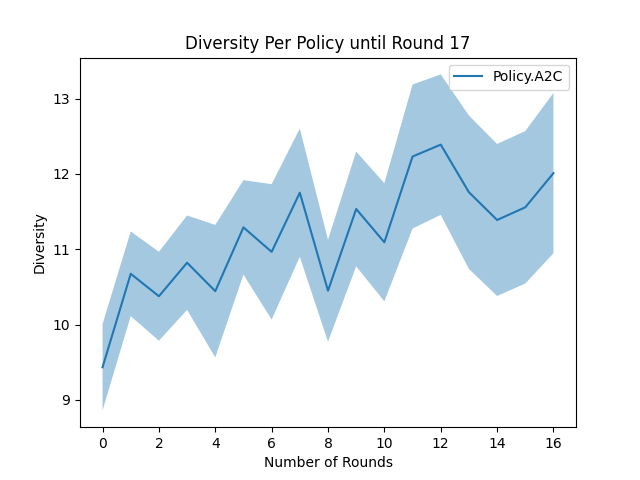 Diversity Per Policy until Round 17
Policy.A2C
13
12
11
10
9
Diversity
0 2 4 6 8 10 12 14 16
Number of Rounds